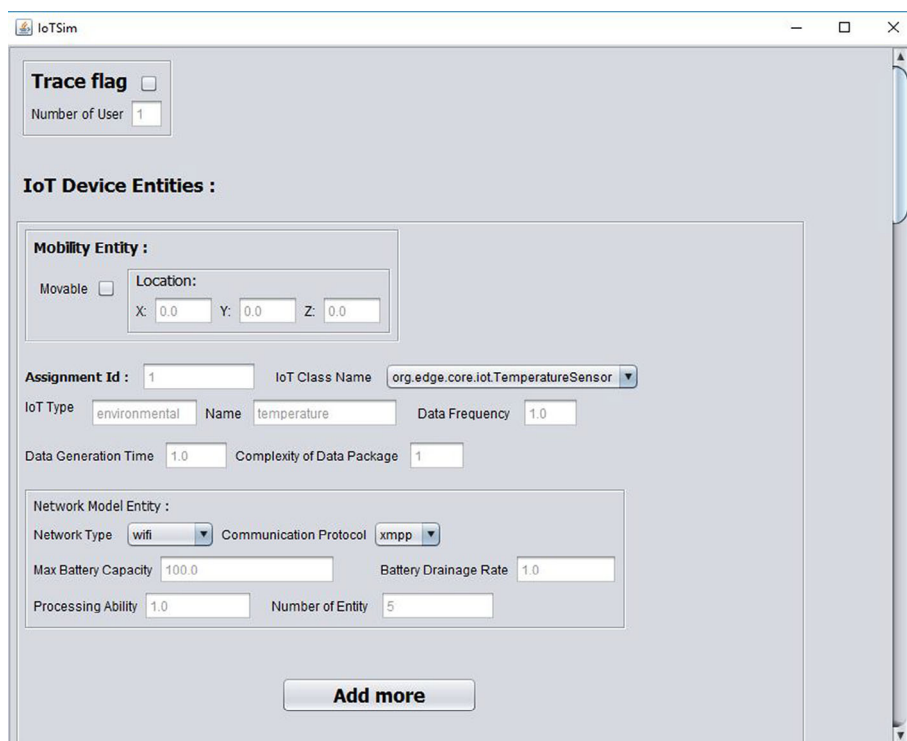 IoTSim
Trace flag
Number of User 1
IoT Device Entities :
Mobility Entity :
Movable
Location:
X: 0.0 Y: 0.0 Z: 0.0
Assignment Id : 1 IoT Class Name org.edge.core.iot.TemperatureSensor
IoT Type environmental Name temperature Data Frequency 1.0
Data Generation Time 1.0 Complexity of Data Package 1
Network Model Entity :
Network Type wifi Communication Protocol xmpp
Max Battery Capacity 100.0 Battery Drainage Rate 1.0
Processing Ability 1.0 Number of Entity 5
Add more